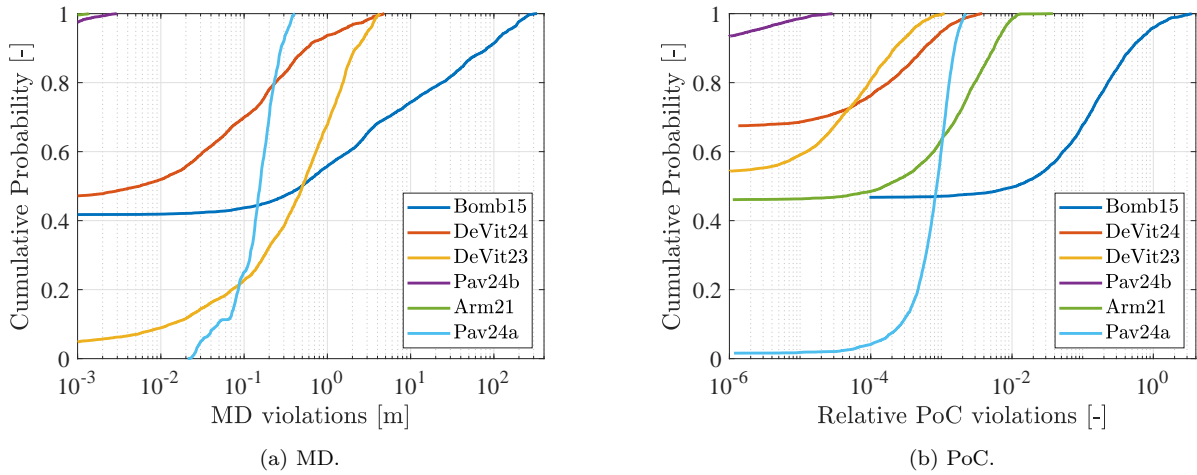 Cumulative Probability [-]
1
0.8
0.6
0.4
0.2
0
10^-3
10^-2
10^-1
10^0
10^1
10^2
MD violations [m]
Bomb15
DeVit24
DeVit23
Pav24b
Arm21
Pav24a
(a) MD.
Cumulative Probability [-]
1
0.8
0.6
0.4
0.2
0
10^-6
10^-4
10^-2
10^0
Relative PoC violations [-]
Bomb15
DeVit24
DeVit23
Pav24b
Arm21
Pav24a
(b) PoC.